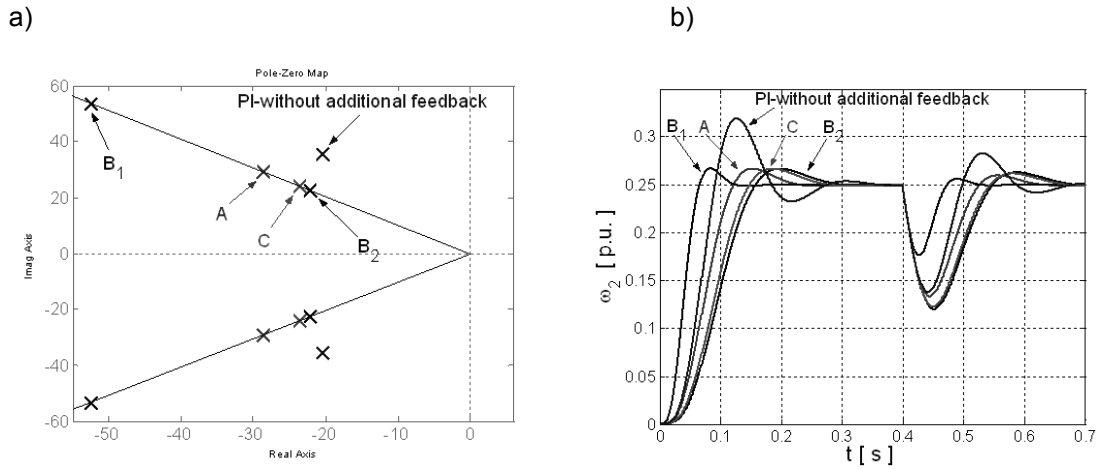 a)
b)
Pole-Zero Map
PI-without additional feedback
B1
A
C
B2
60
40
20
0
-20
-40
-60
-50
-40
-30
-20
-10
0
Imag Axis
Real Axis
PI-without additional feedback
B1
A
C
B2
0.3
0.25
0.2
0.15
0.1
0.05
0
0
0.1
0.2
0.3
0.4
0.5
0.6
0.7
ω2 [ p.u. ]
t [ s ]